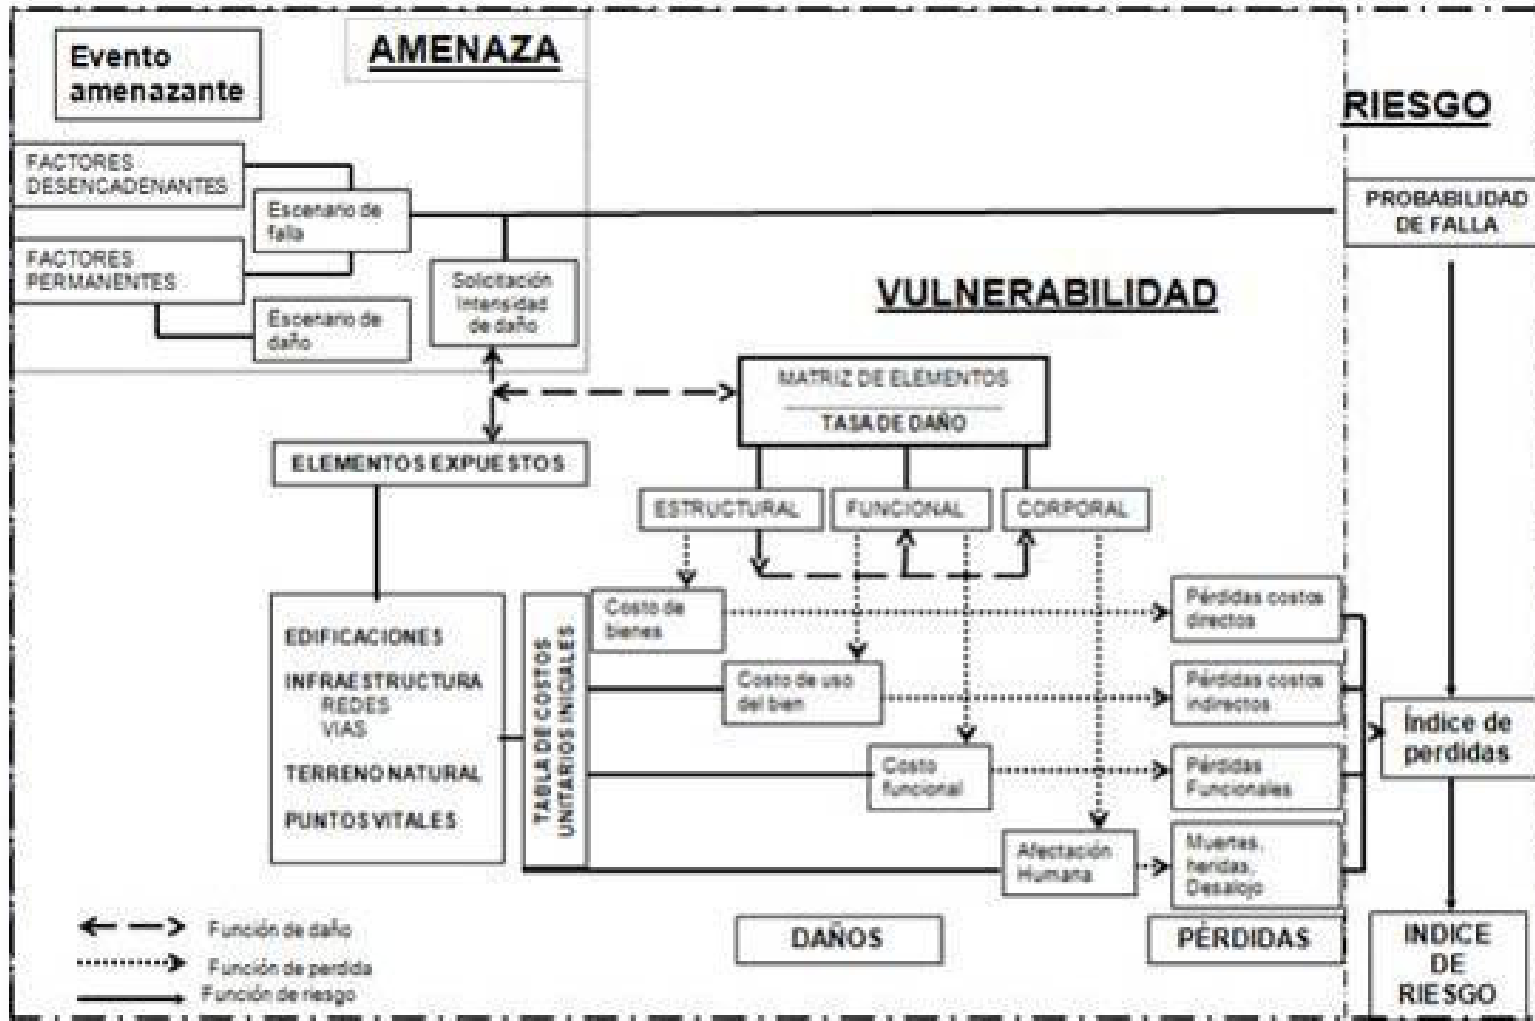 Evento
amenazante
AMENAZA
RIESGO
FACTORES
DESENCADENANTES
Escenario de
falla
FACTORES
PERMANENTES
Escenario de
daño
Solicitación
Intensidad
de daño
PROBABILIDAD
DE FALLA
VULNERABILIDAD
MATRIZ DE ELEMENTOS
TASA DE DAÑO
ELEMENTOS EXPUESTOS
ESTRUCTURAL
FUNCIONAL
CORPORAL
EDIFICACIONES
INFRAESTRUCTURA
REDES
VIAS
TERRENO NATURAL
PUNTOS VITALES
TABLA DE COSTOS
UNITARIOS INICIALES
Costo de
bienes
Costo de uso
del bien
Costo
funcional
Afectación
Humana
Pérdidas costos
directos
Pérdidas costos
indirectos
Pérdidas
Funcionales
Muertes,
heridas,
Desalojo
Índice de
perdidas
DAÑOS
PÉRDIDAS
INDICE
DE
RIESGO
Función de daño
Función de perdida
Función de riesgo